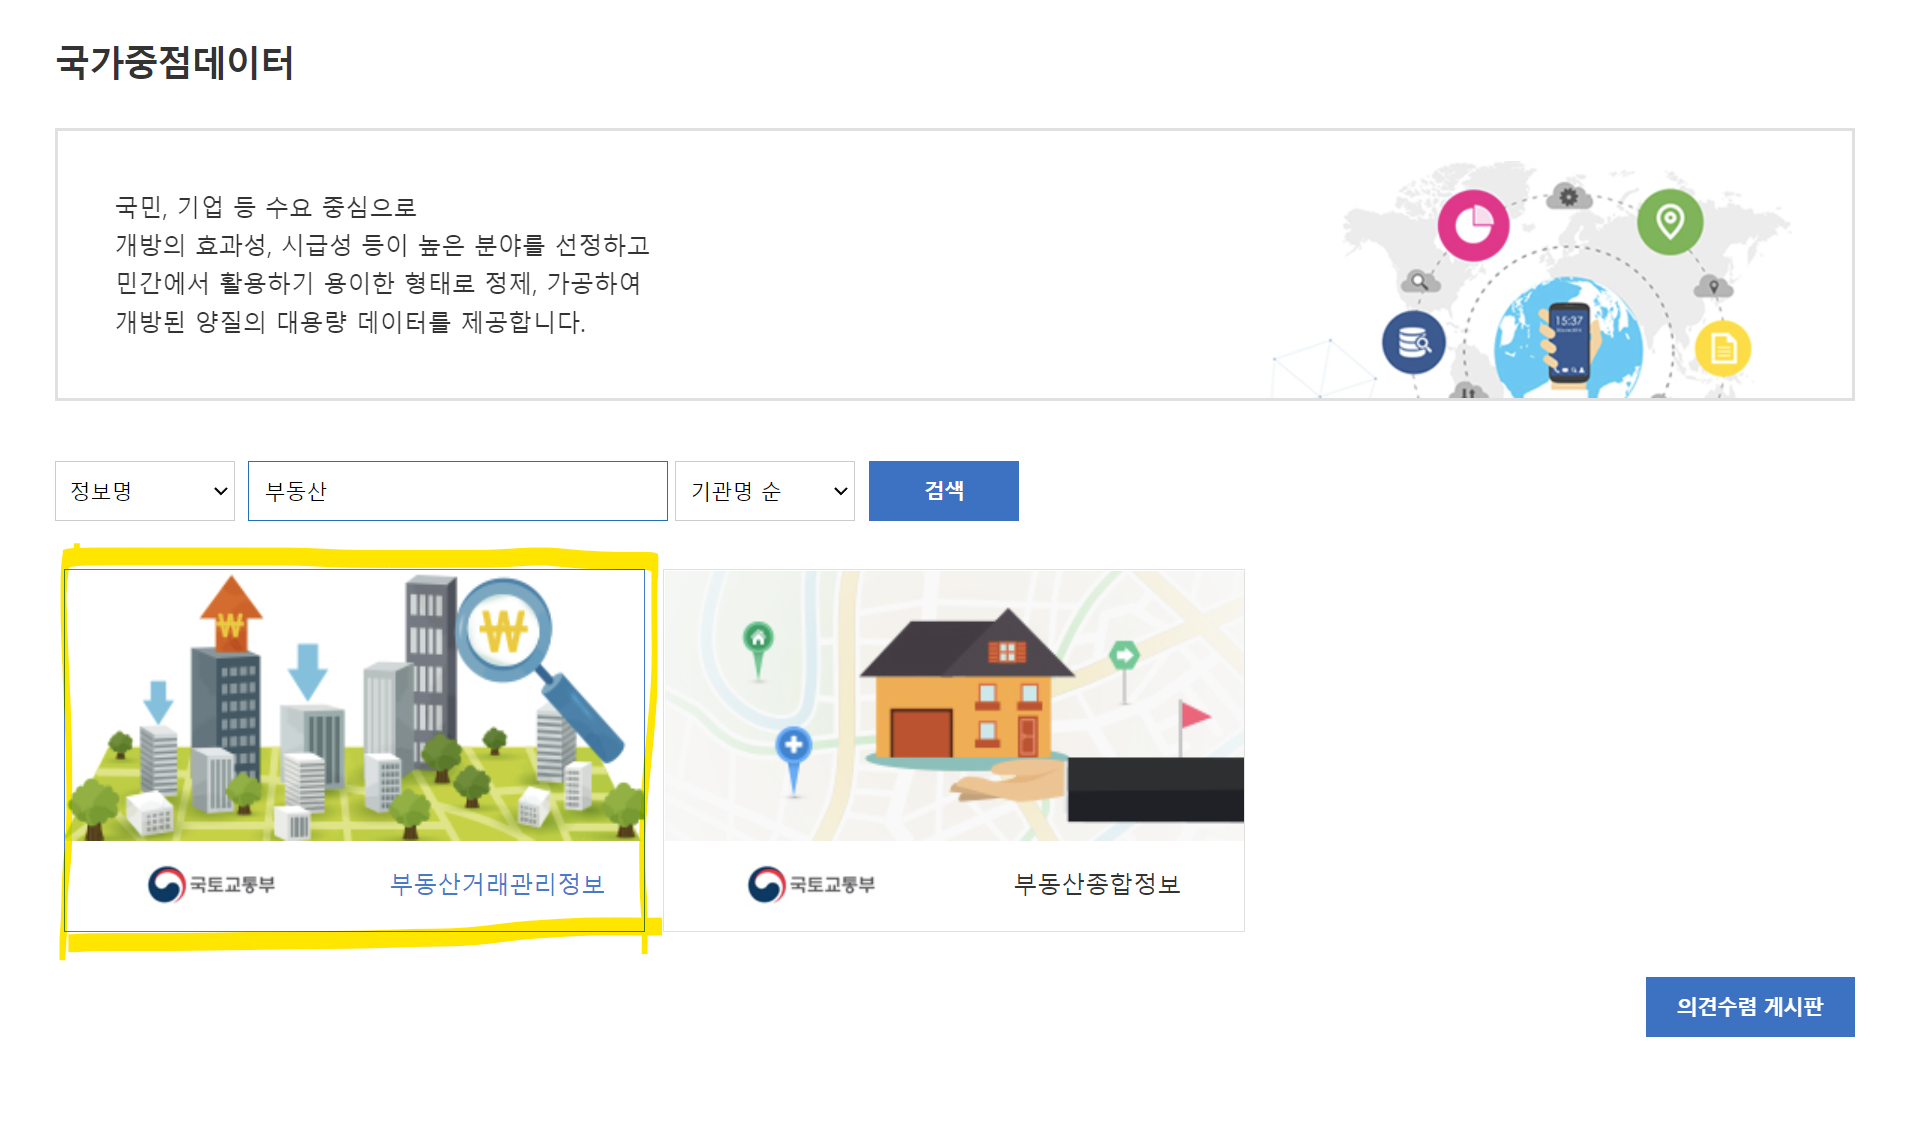 국가중점데이터
국민, 기업 등 수요 중심으로
개방의 효과성, 시급성 등이 높은 분야를 선정하고
민간에서 활용하기 용이한 형태로 정제, 가공하여
개방된 양질의 대용량 데이터를 제공합니다.
15:37
정보명 부동산 기관명 순 검색
₩ ₩
국토교통부 부동산거래관리정보
국토교통부 부동산종합정보
의견수렴 게시판